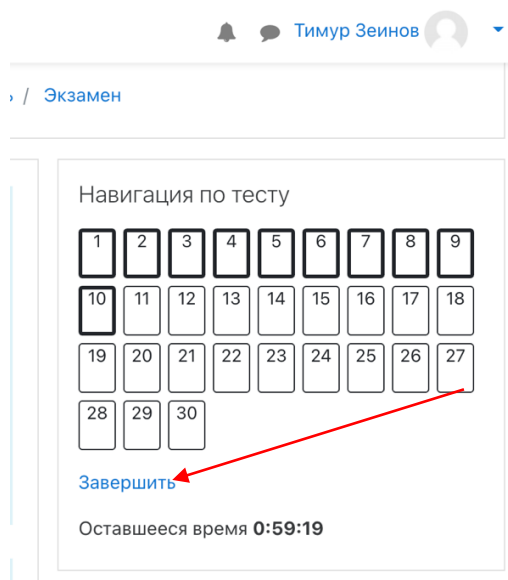 Тимур Зеинов
/ Экзамен
Навигация по тесту
1 2 3 4 5 6 7 8 9
10 11 12 13 14 15 16 17 18
19 20 21 22 23 24 25 26 27
28 29 30
Завершить
Оставшееся время 0:59:19